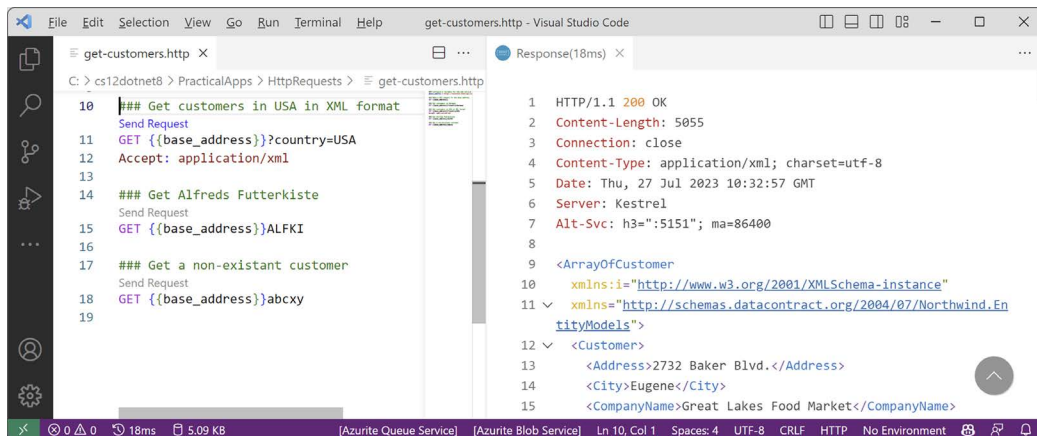 File Edit Selection View Go Run Terminal Help get-customers.http - Visual Studio Code
get-customers.http
C: > cs12dotnet8 > PracticalApps > HttpRequests > get-customers.http
10 ### Get customers in USA in XML format
Send Request
11 GET {{base_address}}?country=USA
12 Accept: application/xml
13
14 ### Get Alfreds Futterkiste
Send Request
15 GET {{base_address}}ALFKI
16
17 ### Get a non-existant customer
Send Request
18 GET {{base_address}}abcxy
19
Response(18ms)
1 HTTP/1.1 200 OK
2 Content-Length: 5055
3 Connection: close
4 Content-Type: application/xml; charset=utf-8
5 Date: Thu, 27 Jul 2023 10:32:57 GMT
6 Server: Kestrel
7 Alt-Svc: h3=":5151"; ma=86400
8
9 <ArrayOfCustomer
10 xmlns:i="http://www.w3.org/2001/XMLSchema-instance"
11 xmlns="http://schemas.datacontract.org/2004/07/Northwind.En
tityModels">
12 <Customer>
13 <Address>2732 Baker Blvd.</Address>
14 <City>Eugene</City>
15 <CompanyName>Great Lakes Food Market</CompanyName>
0 0 18ms 5.09 KB [Azurite Queue Service] [Azurite Blob Service] Ln 10, Col 1 Spaces: 4 UTF-8 CRLF HTTP No Environment